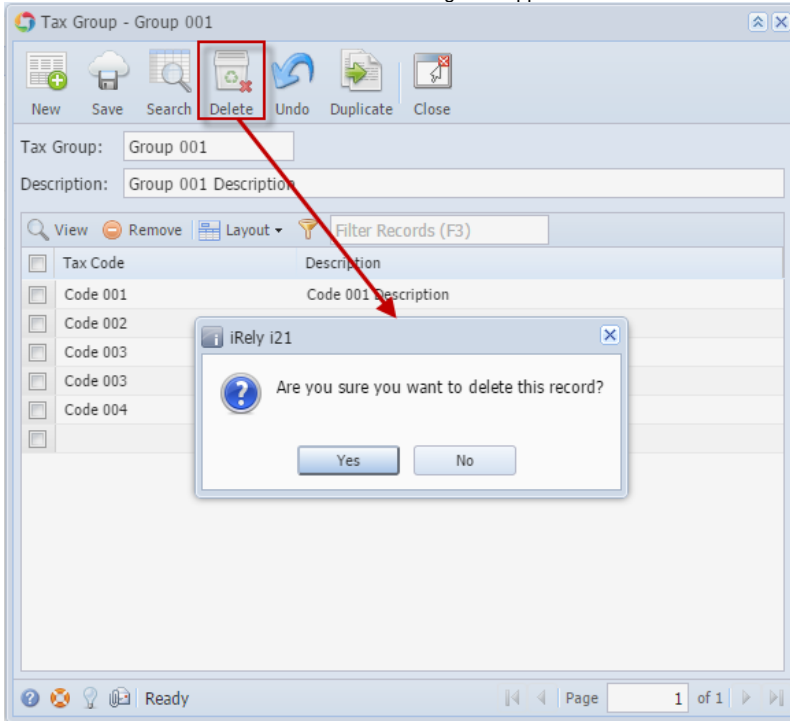 Tax Group - Group 001
New Save Search Delete Undo Duplicate Close
Tax Group: Group 001
Description: Group 001 Description
View Remove Layout Filter Records (F3)
Tax Code Description
Code 001 Code 001 Description
Code 002
Code 003
Code 003
Code 004
iRely i21
Are you sure you want to delete this record?
Yes No
Ready Page 1 of 1